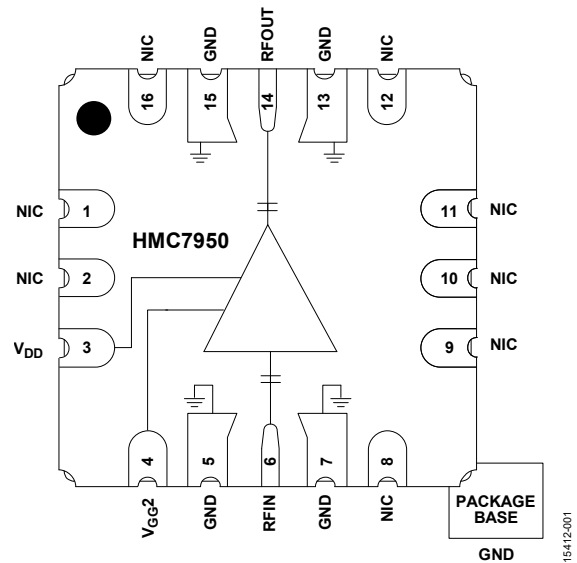 NIC
GND
RFOUT
GND
NIC
16
15
14
13
12
NIC
1
11
NIC
HMC7950
NIC
2
10
NIC
VDD
3
9
NIC
4
5
6
7
8
VGG2
GND
RFIN
GND
NIC
PACKAGE
BASE
GND
15412-001